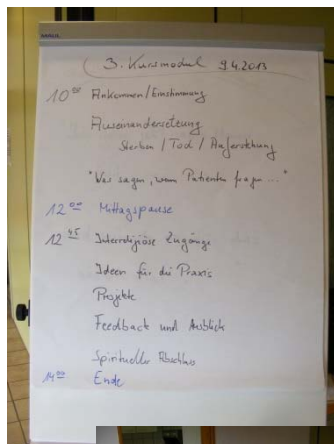 3. Kursmodul 9.4.2013
10⁰⁰ Ankommen/Einstimmung
Auseinandersetzung
Sterben / Tod / Auferstehung
"Was sagen, wenn Patienten fragen ..."
12⁰⁰ Mittagspause
12⁴⁵ Interreligiöse Zugänge
Ideen für die Praxis
Projekte
Feedback und Ausblick
Spiritueller Abschluss
14⁰⁰ Ende